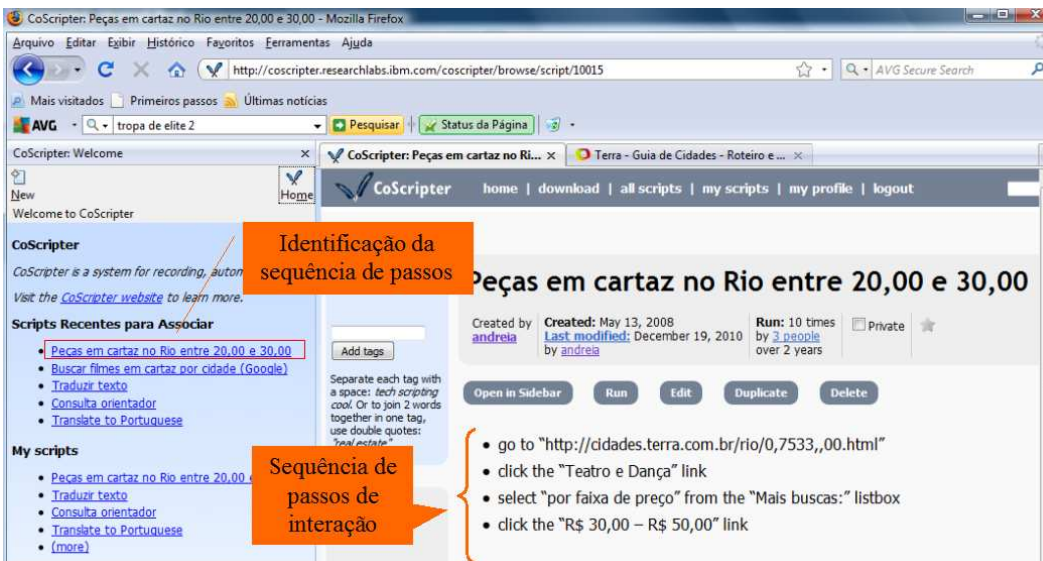 CoScripter: Peças em cartaz no Rio entre 20,00 e 30,00 - Mozilla Firefox
Arquivo Editar Exibir Histórico Favoritos Ferramentas Ajuda
http://coscripter.researchlabs.ibm.com/coscripter/browse/script/10015
AVG Secure Search
Mais visitados Primeiros passos Últimas notícias
AVG tropa de elite 2 Pesquisar Status da Página
CoScripter: Welcome
CoScripter: Peças em cartaz no Ri...
Terra - Guia de Cidades - Roteiro e ...
New
Home
Welcome to CoScripter
CoScripter home | download | all scripts | my scripts | my profile | logout
CoScripter
CoScripter is a system for recording,
Visit the CoScripter website to learn more.
Identificação da
sequência de passos
Scripts Recentes para Associar
Peças em cartaz no Rio entre 20,00 e 30,00
Buscar filmes em cartaz por cidade (Google)
Traduzir texto
Consulta orientador
Translate to Portuguese
My scripts
Peças em cartaz no Rio entre 20,00
Traduzir texto
Consulta orientador
Translate to Portuguese
(more)
Peças em cartaz no Rio entre 20,00 e 30,00
Created by
andreia
Created: May 13, 2008
Last modified: December 19, 2010
by andreia
Run: 10 times
by 3 people
over 2 years
Private
Add tags
Separate each tag with
a space: tech scripting
cool. Or to join 2 words
together in one tag,
use double quotes:
"real estate"
Open in Sidebar Run Edit Duplicate Delete
Sequência de
passos de
interação
• go to “http://cidades.terra.com.br/rio/0,7533,,00.html”
• click the “Teatro e Dança” link
• select “por faixa de preço” from the “Mais buscas:” listbox
• click the “R$ 30,00 – R$ 50,00” link